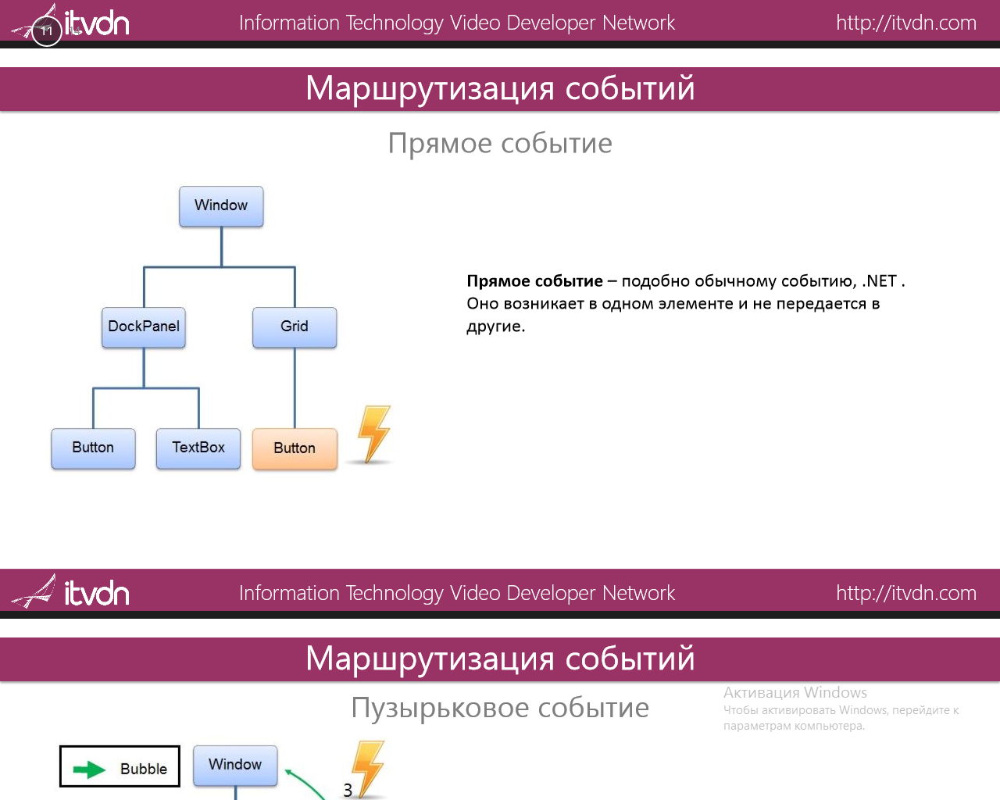 itvdn
11
Information Technology Video Developer Network
http://itvdn.com
Маршрутизация событий
Прямое событие
Window
DockPanel
Grid
Button
TextBox
Button
Прямое событие – подобно обычному событию, .NET .
Оно возникает в одном элементе и не передается в
другие.
itvdn
Information Technology Video Developer Network
http://itvdn.com
Маршрутизация событий
Пузырьковое событие
Активация Windows
Чтобы активировать Windows, перейдите к
параметрам компьютера.
Bubble
Window
3